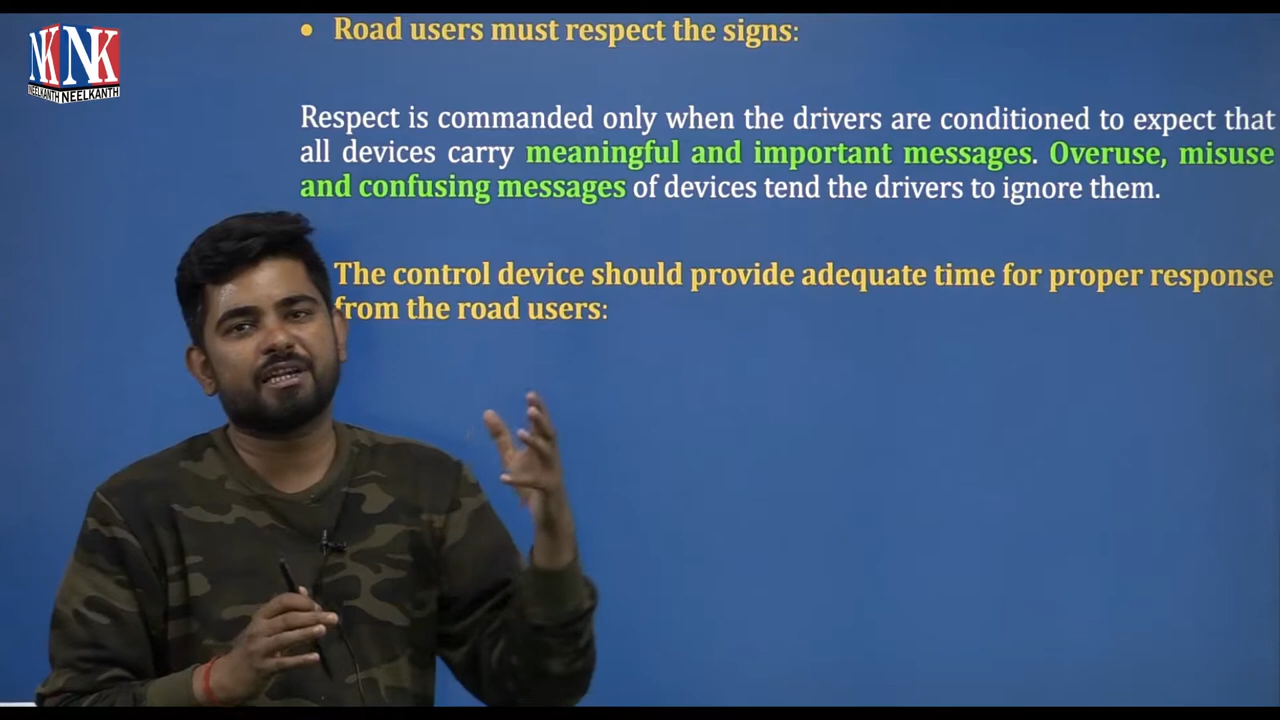 NK NK
NEELKANTH NEELKANTH
• Road users must respect the signs:
Respect is commanded only when the drivers are conditioned to expect that
all devices carry meaningful and important messages. Overuse, misuse
and confusing messages of devices tend the drivers to ignore them.
The control device should provide adequate time for proper response
from the road users: